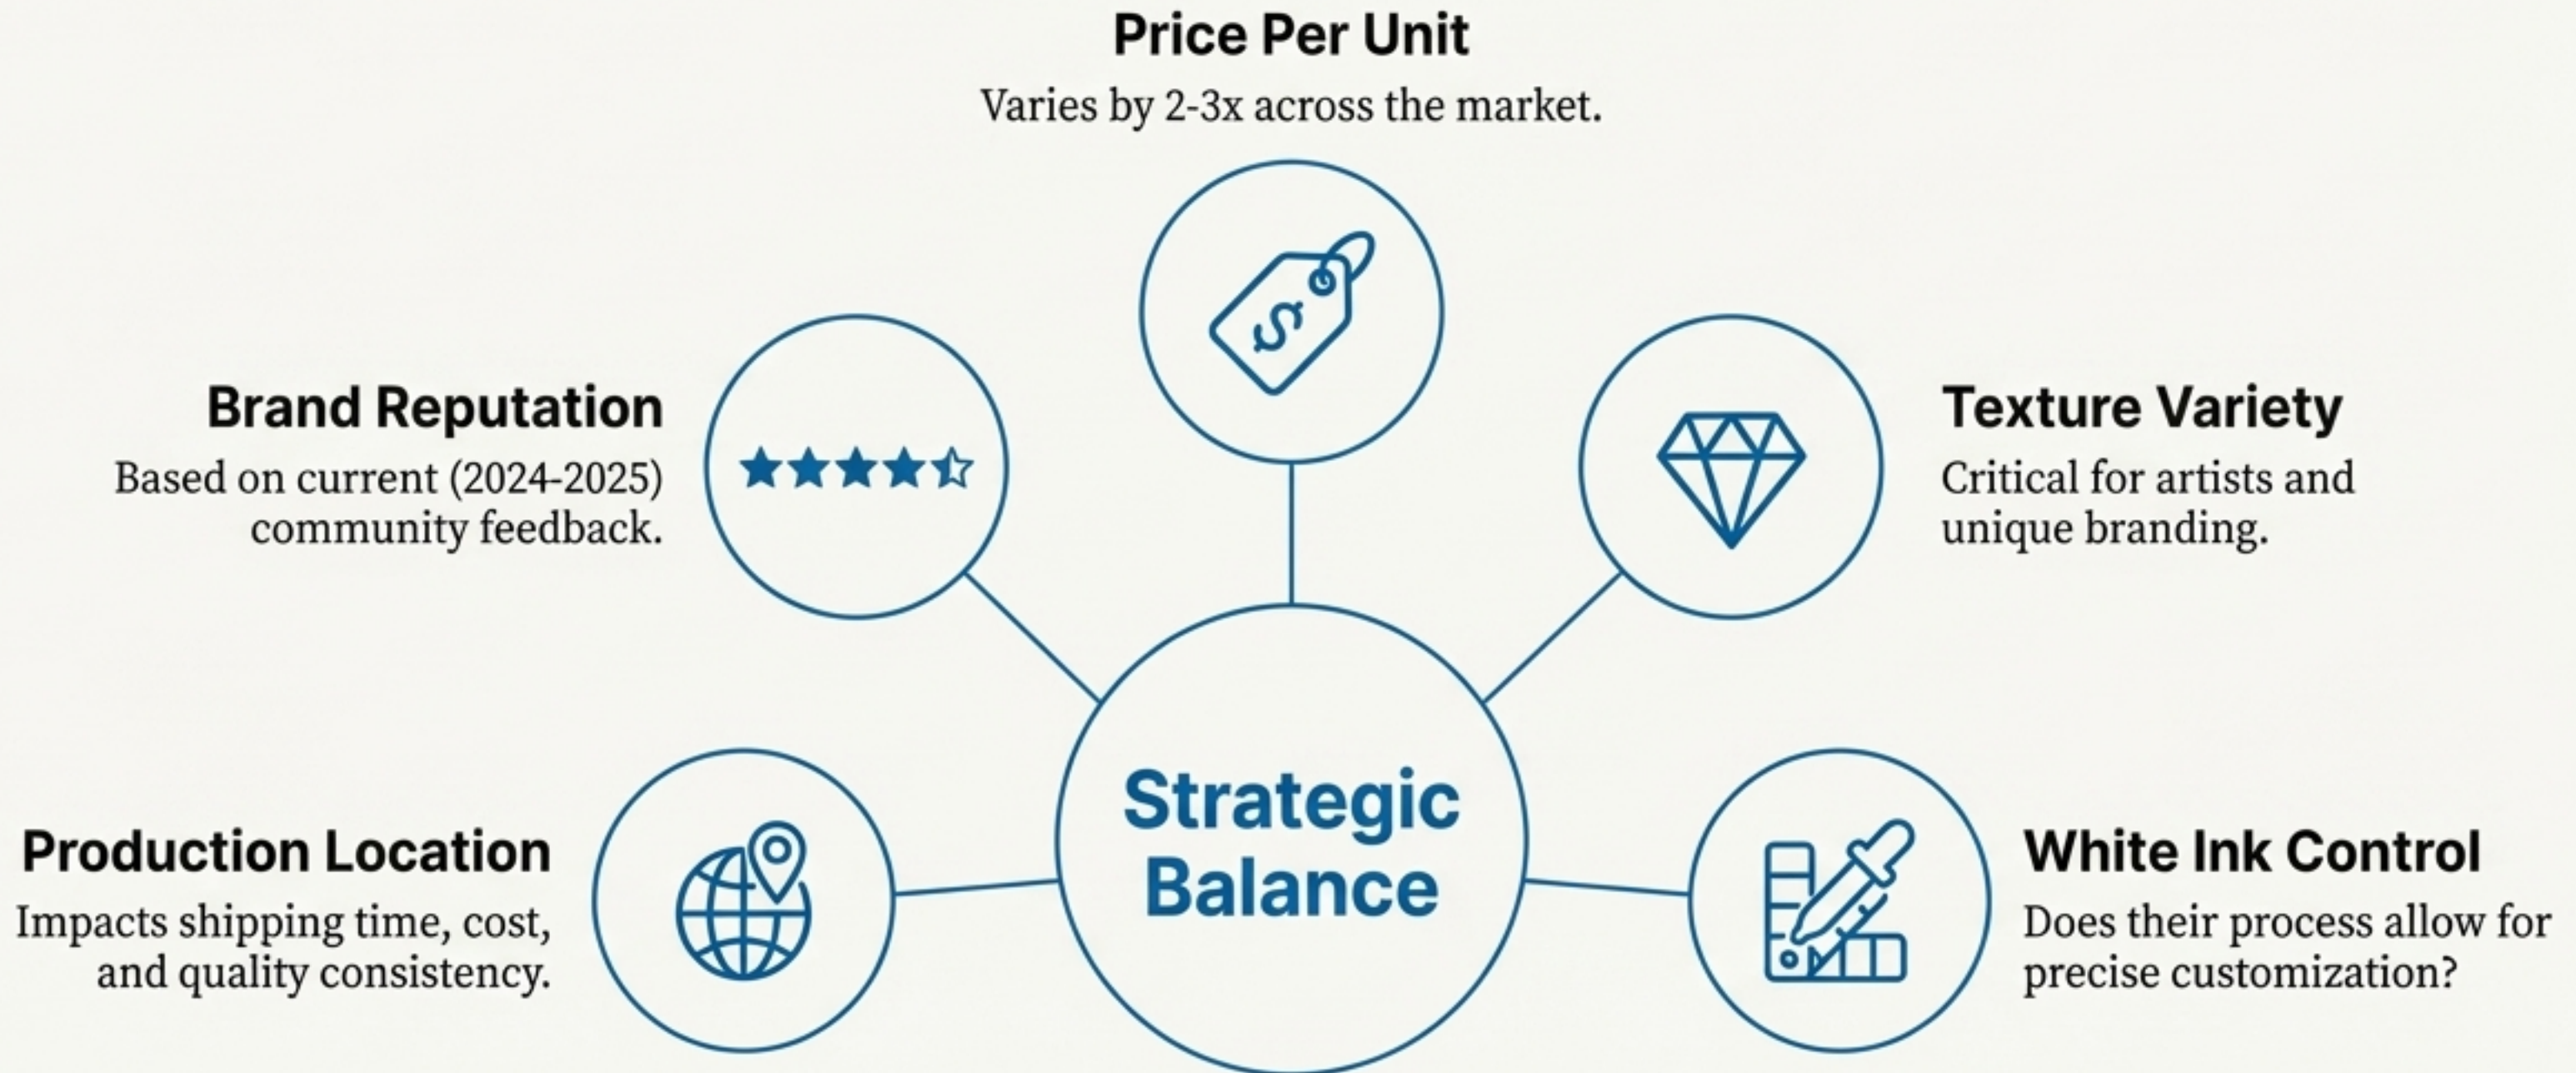 Price Per Unit
Varies by 2-3x across the market.
Brand Reputation
Based on current (2024-2025)
community feedback.
Texture Variety
Critical for artists and
unique branding.
Strategic
Balance
Production Location
Impacts shipping time, cost,
and quality consistency.
White Ink Control
Does their process allow for
precise customization?